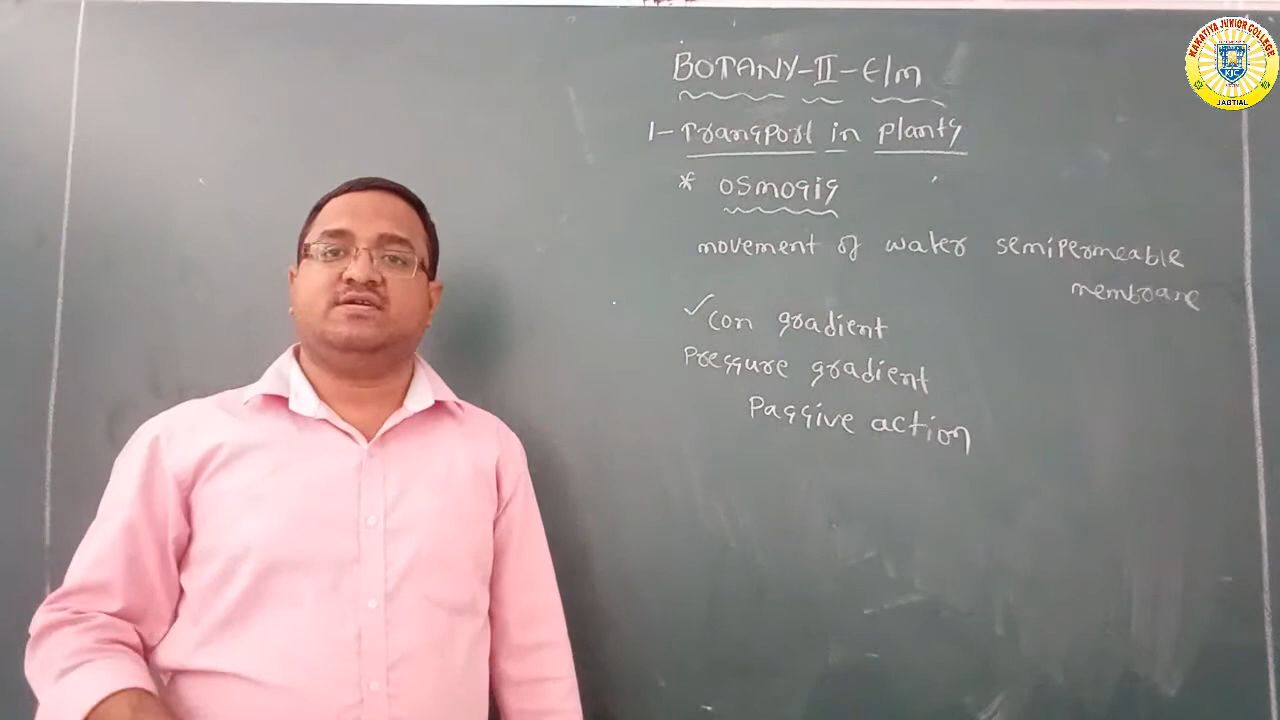 BOTANY-II-E/M
1- Transport in plants
* osmosis
movement of water semipermeable
membrane
✓con gradient
Pressure gradient
Passive action
KAKATIYA JUNIOR COLLEGE
KJC
JAGTIAL